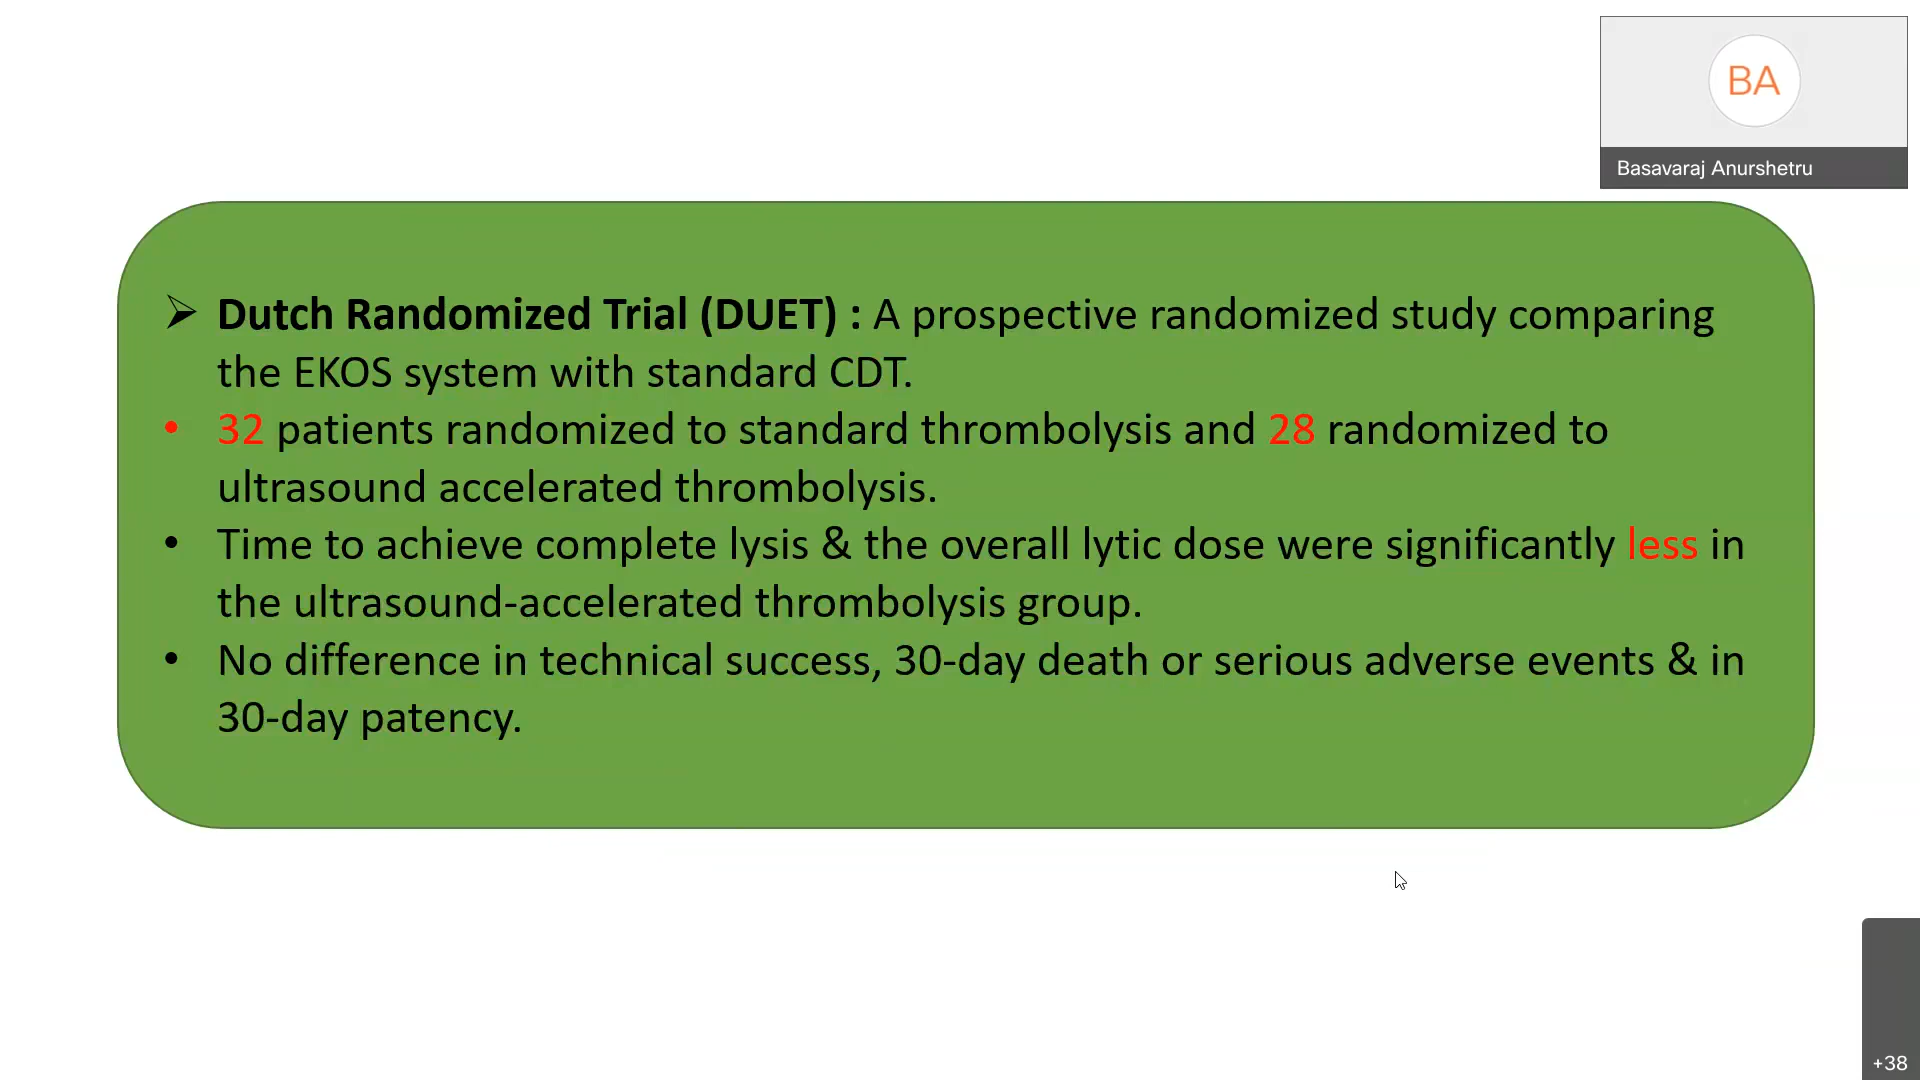 BA
Basavaraj Anurshetru
➢ Dutch Randomized Trial (DUET) : A prospective randomized study comparing
the EKOS system with standard CDT.
• 32 patients randomized to standard thrombolysis and 28 randomized to
ultrasound accelerated thrombolysis.
• Time to achieve complete lysis & the overall lytic dose were significantly less in
the ultrasound-accelerated thrombolysis group.
• No difference in technical success, 30-day death or serious adverse events & in
30-day patency.
+38